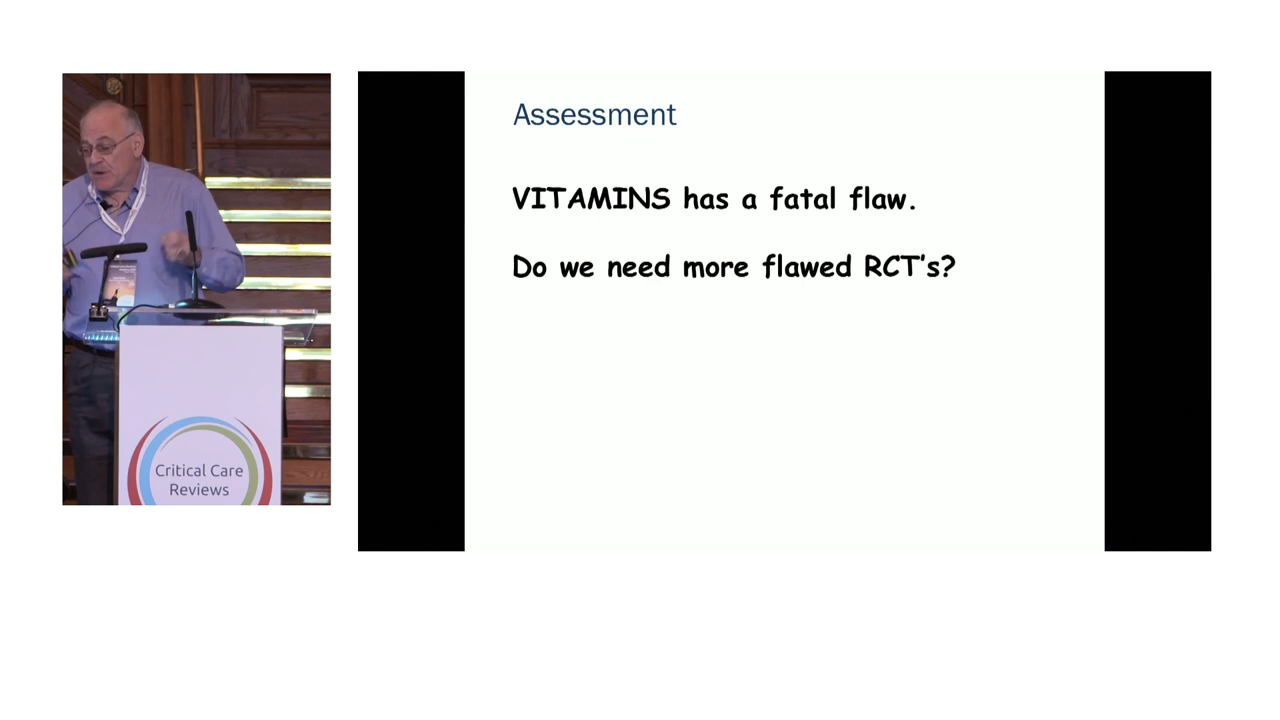 Assessment
VITAMINS has a fatal flaw.
Do we need more flawed RCT's?
Critical Care
Reviews